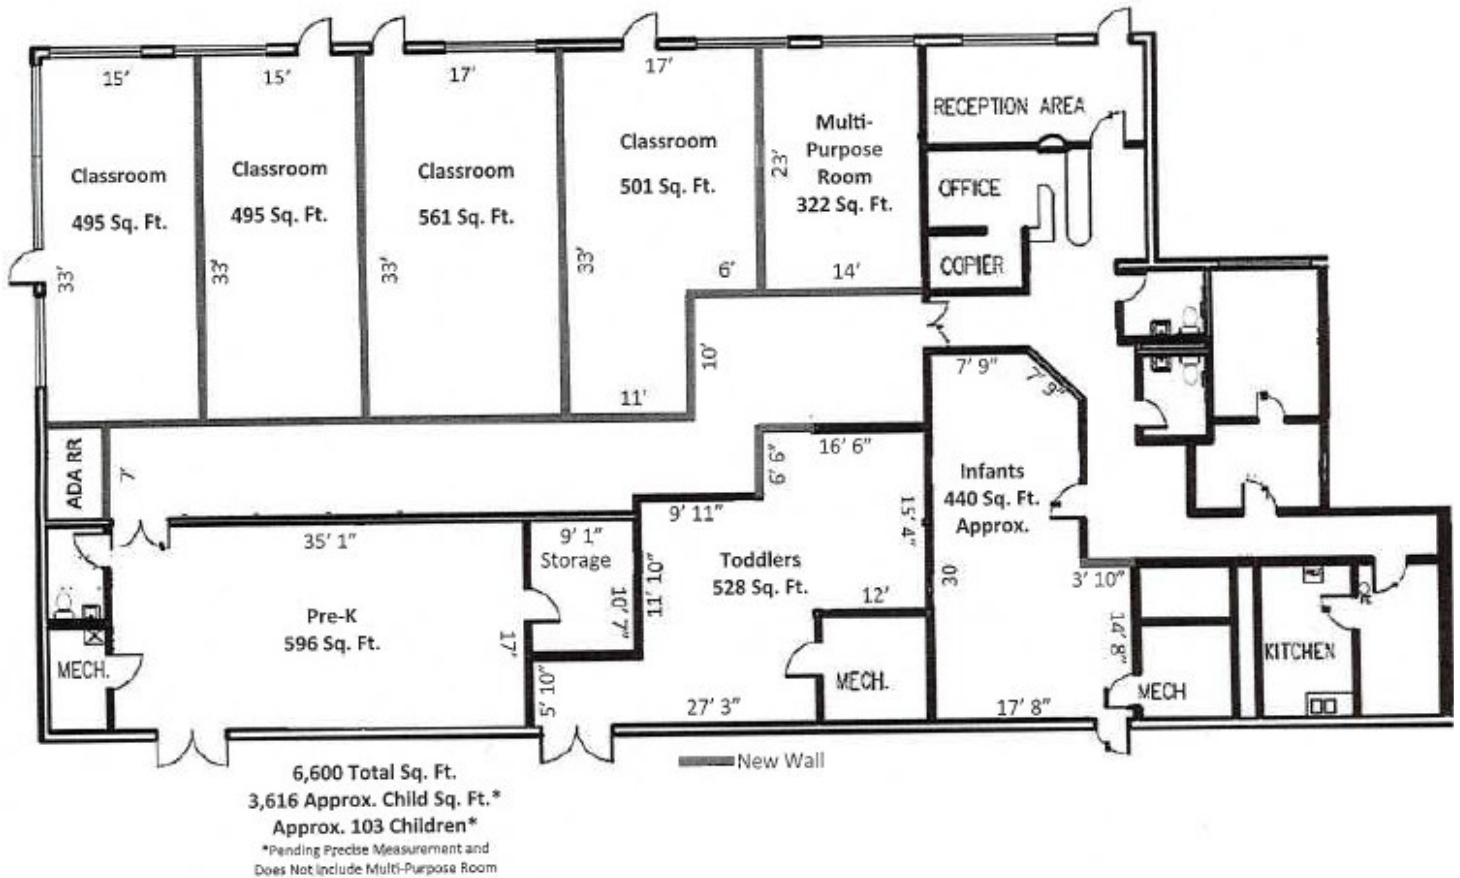 15'
15'
17'
17'
Classroom
495 Sq. Ft.
33'
Classroom
495 Sq. Ft.
33'
Classroom
561 Sq. Ft.
33'
Classroom
501 Sq. Ft.
33'
6'
11'
10'
Multi-
Purpose
Room
322 Sq. Ft.
23'
14'
RECEPTION AREA
OFFICE
COPIER
7' 9"
7' 9"
ADA RR
7'
16' 6"
6' 9"
9' 11"
15' 4"
Infants
440 Sq. Ft.
Approx.
30
3' 10"
14' 8"
17' 8"
35' 1"
Pre-K
596 Sq. Ft.
17'
9' 1"
Storage
10' 7"
11' 10"
5' 10"
Toddlers
528 Sq. Ft.
12'
27' 3"
MECH.
MECH.
MECH
KITCHEN
New Wall
6,600 Total Sq. Ft.
3,616 Approx. Child Sq. Ft.*
Approx. 103 Children*
*Pending Precise Measurement and
Does Not Include Multi-Purpose Room